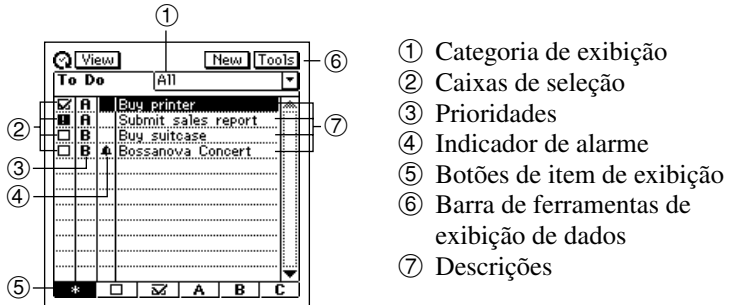 ①
View New Tools ⑥
To Do All
A Buy printer
A Submit sales report
② B Buy suitcase ⑦
B Bossanova Concert
③
④
⑤ * A B C
① Categoria de exibição
② Caixas de seleção
③ Prioridades
④ Indicador de alarme
⑤ Botões de item de exibição
⑥ Barra de ferramentas de
exibição de dados
⑦ Descrições